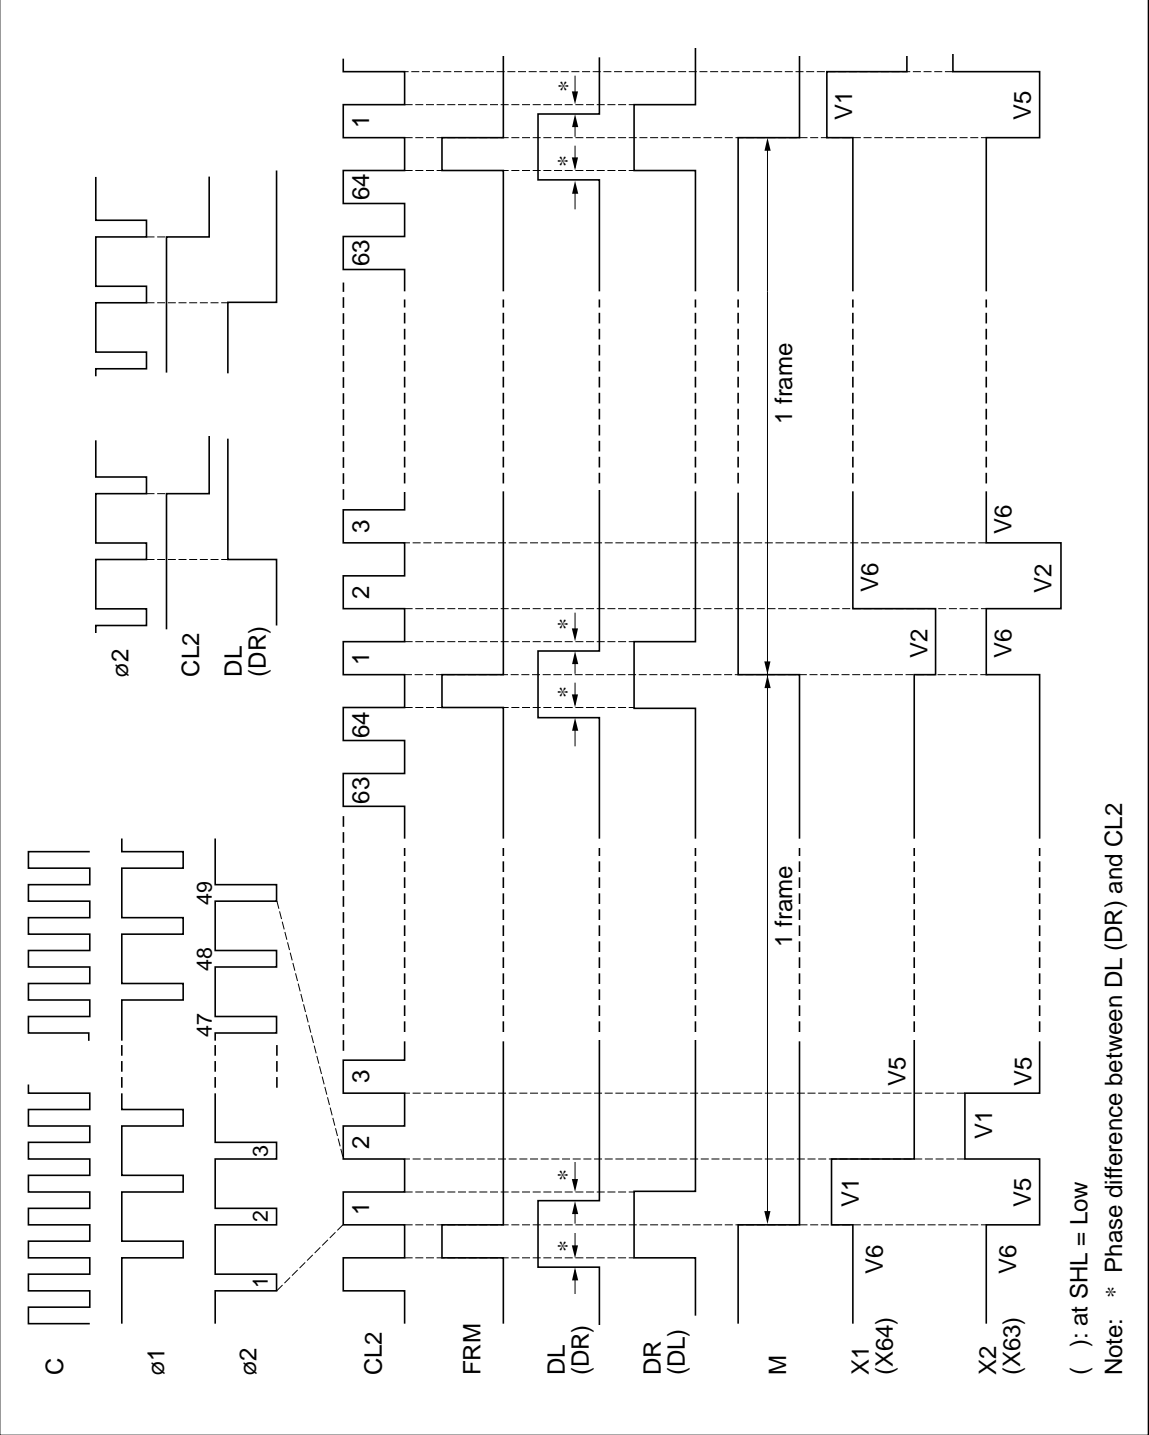 C
ø1
ø2
1
2
3
47
48
49
ø2
CL2
DL
(DR)
CL2
1
2
3
63
64
1
2
3
63
64
1
FRM
DL
(DR)
*
*
*
*
*
*
DR
(DL)
M
1 frame
1 frame
X1
(X64)
V6
V1
V5
V2
V6
V1
X2
(X63)
V6
V5
V1
V5
V6
V2
V6
V5
( ): at SHL = Low
Note: * Phase difference between DL (DR) and CL2